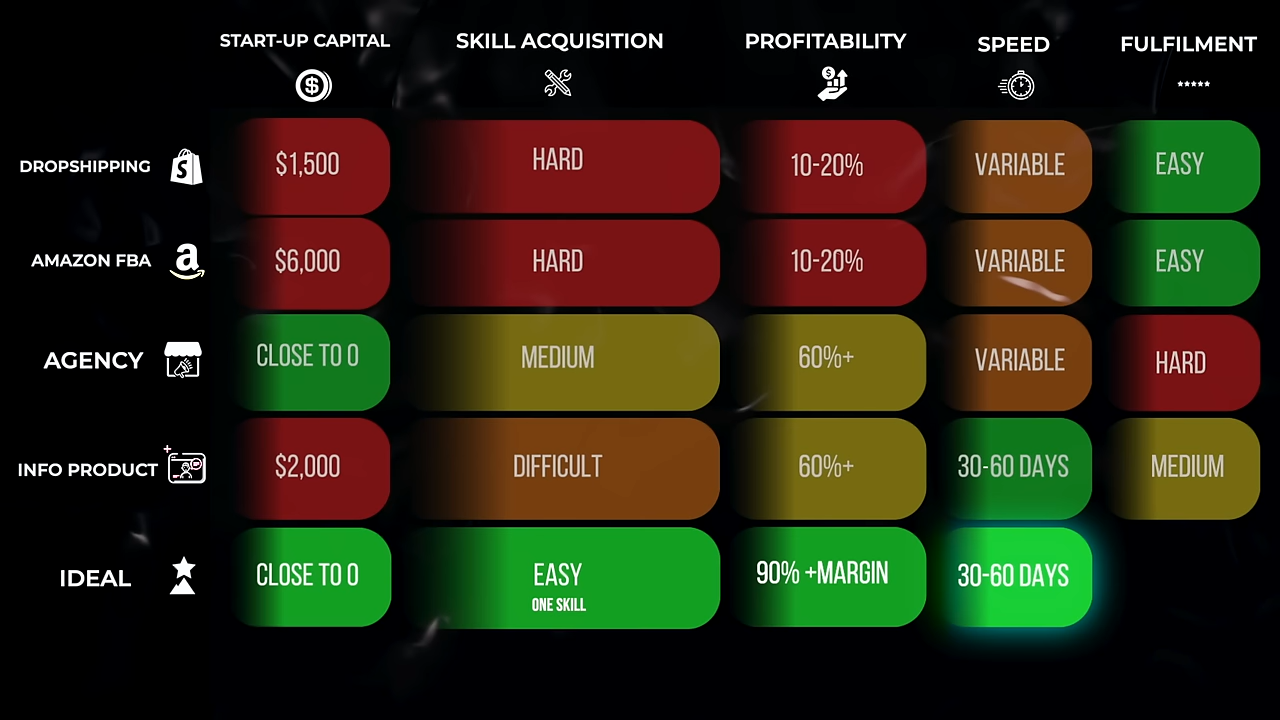 START-UP CAPITAL SKILL ACQUISITION PROFITABILITY SPEED FULFILMENT
DROPSHIPPING $1,500 HARD 10-20% VARIABLE EASY
AMAZON FBA $6,000 HARD 10-20% VARIABLE EASY
AGENCY CLOSE TO 0 MEDIUM 60%+ VARIABLE HARD
INFO PRODUCT $2,000 DIFFICULT 60%+ 30-60 DAYS MEDIUM
IDEAL CLOSE TO 0 EASY 90% +MARGIN 30-60 DAYS
ONE SKILL